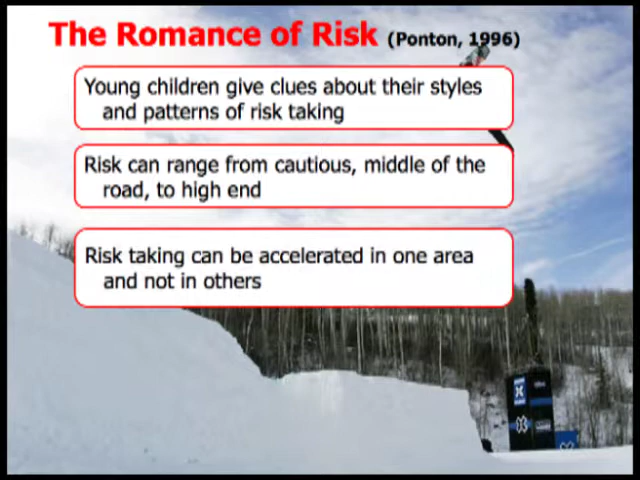 The Romance of Risk (Ponton, 1996)
Young children give clues about their styles
and patterns of risk taking
Risk can range from cautious, middle of the
road, to high end
Risk taking can be accelerated in one area
and not in others
X
X